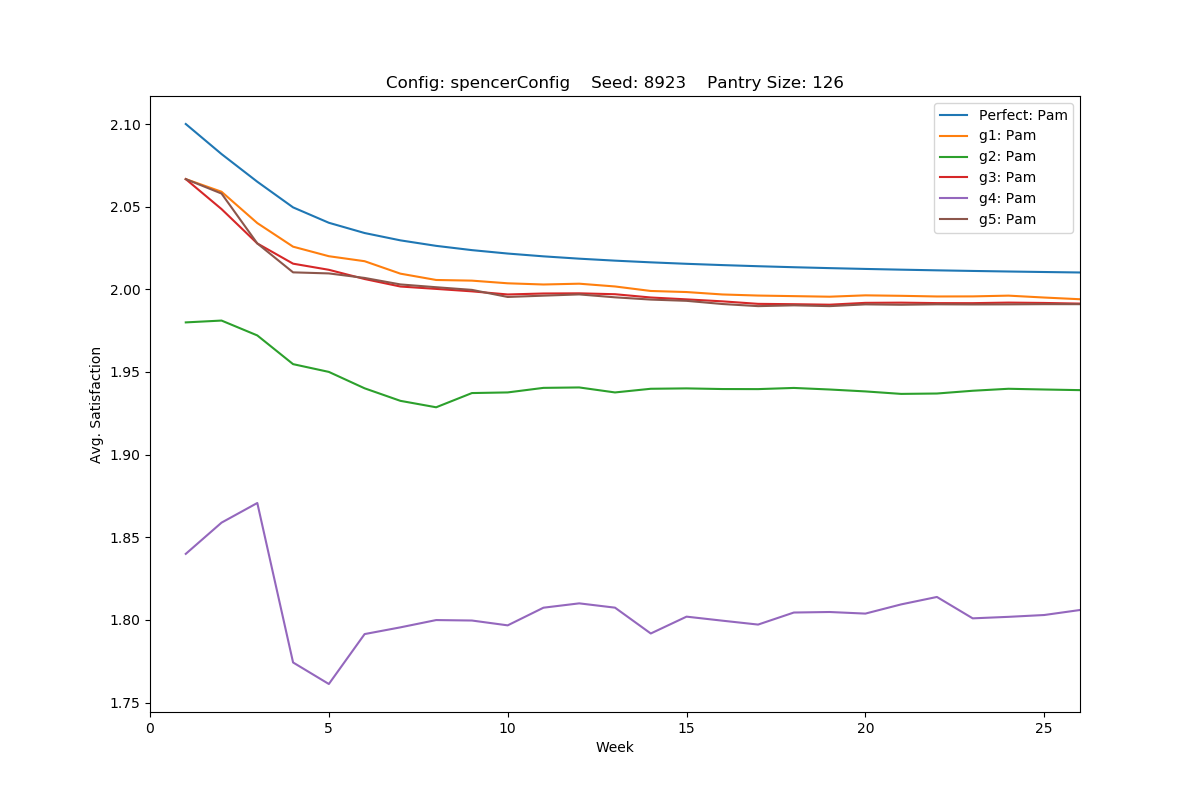 Config: spencerConfig    Seed: 8923    Pantry Size: 126
Perfect: Pam
g1: Pam
g2: Pam
g3: Pam
g4: Pam
g5: Pam
Avg. Satisfaction
2.10
2.05
2.00
1.95
1.90
1.85
1.80
1.75
0 5 10 15 20 25
Week